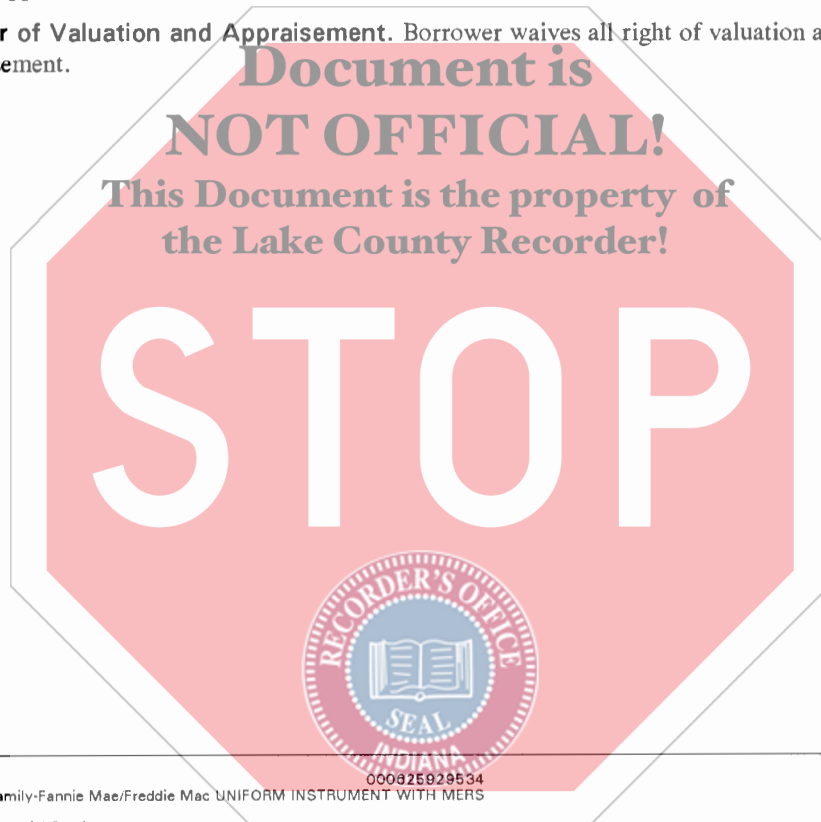 r of Valuation and Appraisement. Borrower waives all right of valuation a
ement.
Document is
NOT OFFICIAL!
This Document is the property of
the Lake County Recorder!
STOP
RECORDER'S OFFICE
SEAL
INDIANA
000625929534
amily-Fannie Mae/Freddie Mac UNIFORM INSTRUMENT WITH MERS